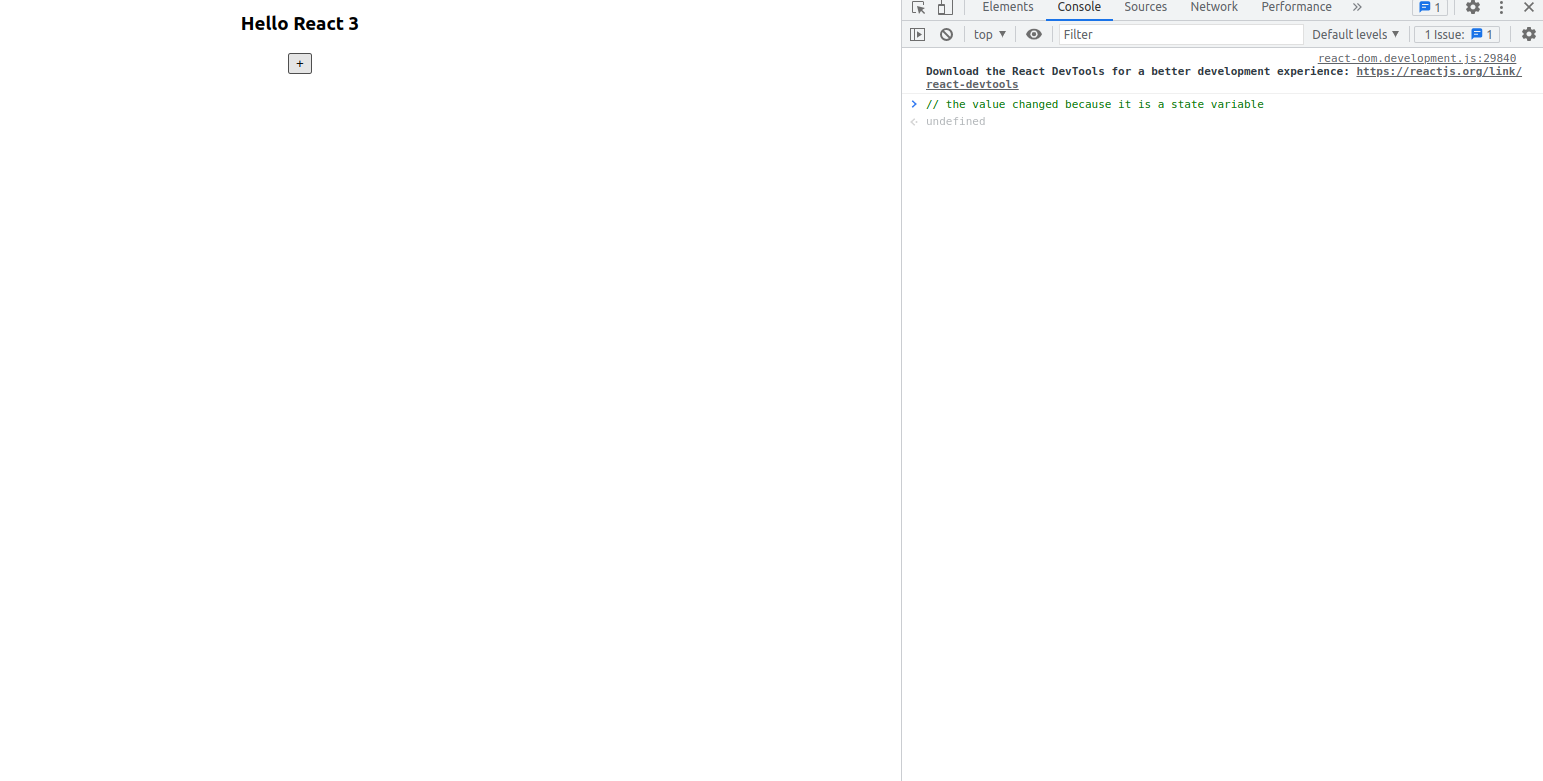 Hello React 3
+
Elements Console Sources Network Performance » 1
top ▼ Filter Default levels ▼ 1 Issue: 1
react-dom.development.js:29840
Download the React DevTools for a better development experience: https://reactjs.org/link/
react-devtools
> // the value changed because it is a state variable
<· undefined